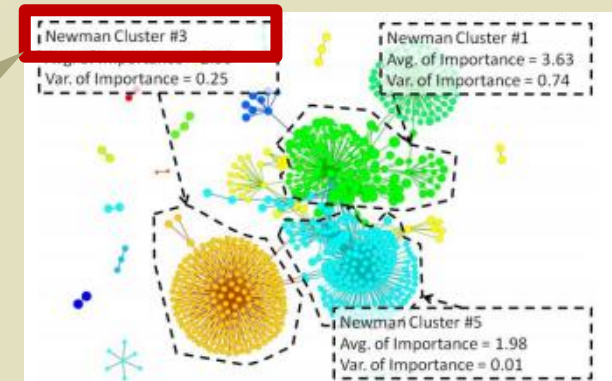 Newman Cluster #3
Var. of Importance = 0.25
Newman Cluster #1
Avg. of Importance = 3.63
Var. of Importance = 0.74
Newman Cluster #5
Avg. of Importance = 1.98
Var. of Importance = 0.01